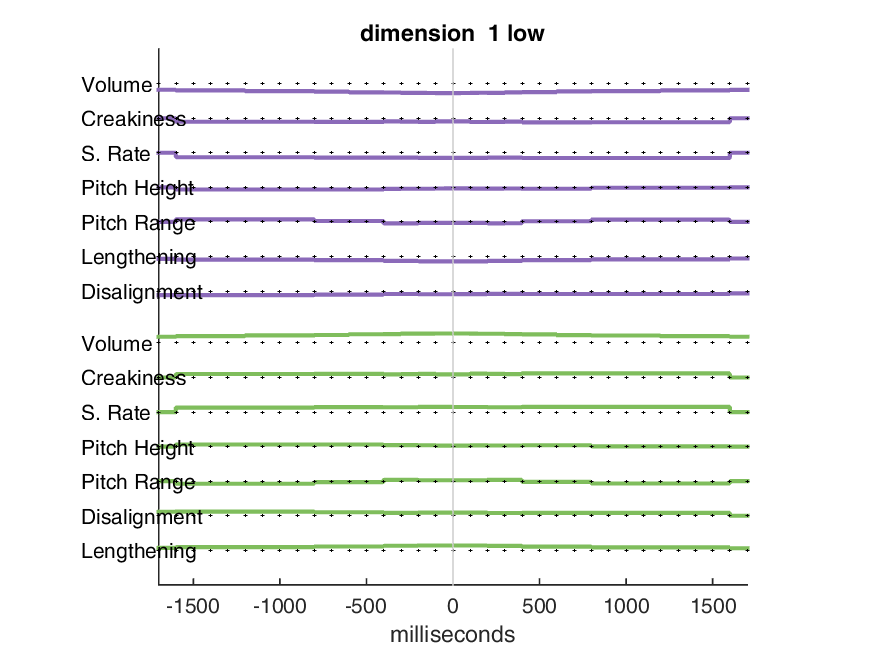 dimension  1 low
Volume
Creakiness
S. Rate
Pitch Height
Pitch Range
Lengthening
Disalignment
Volume
Creakiness
S. Rate
Pitch Height
Pitch Range
Disalignment
Lengthening
-1500 -1000 -500 0 500 1000 1500
milliseconds